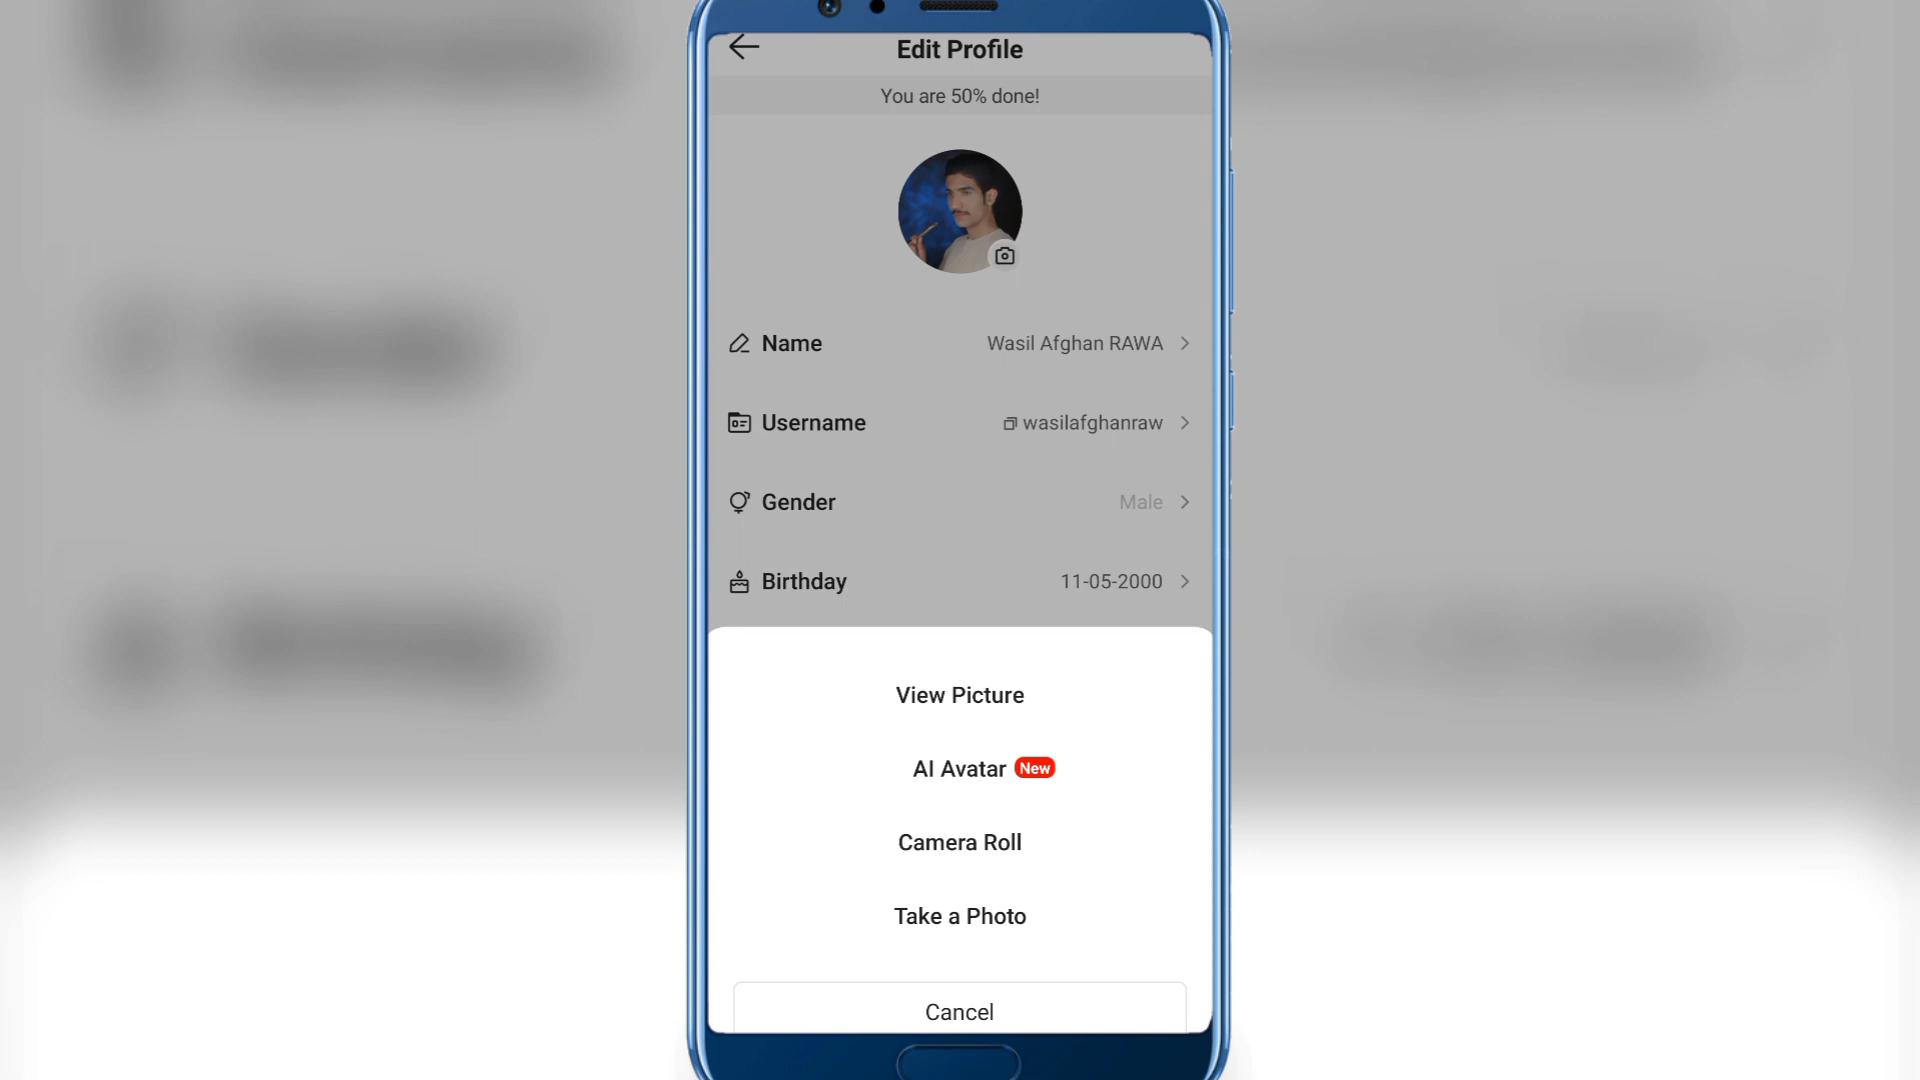 Edit Profile
You are 50% done!
Name Wasil Afghan RAWA
Username wasilafghanraw
Gender Male
Birthday 11-05-2000
View Picture
AI Avatar New
Camera Roll
Take a Photo
Cancel